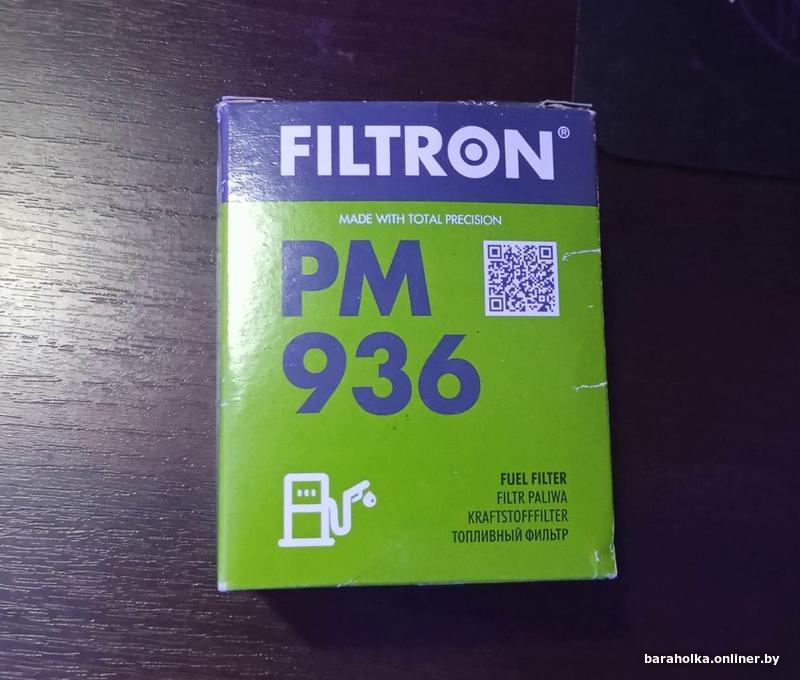 FILTRON®
MADE WITH TOTAL PRECISION
PM
936
FUEL FILTER
FILTR PALIWA
KRAFTSTOFFFILTER
ТОПЛИВНЫЙ ФИЛЬТР
baraholka.onliner.by